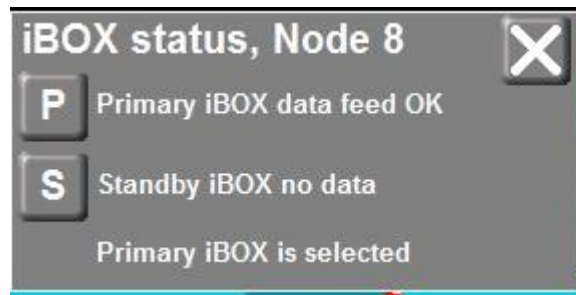 iBOX status, Node 8
X
P Primary iBOX data feed OK
S Standby iBOX no data
Primary iBOX is selected